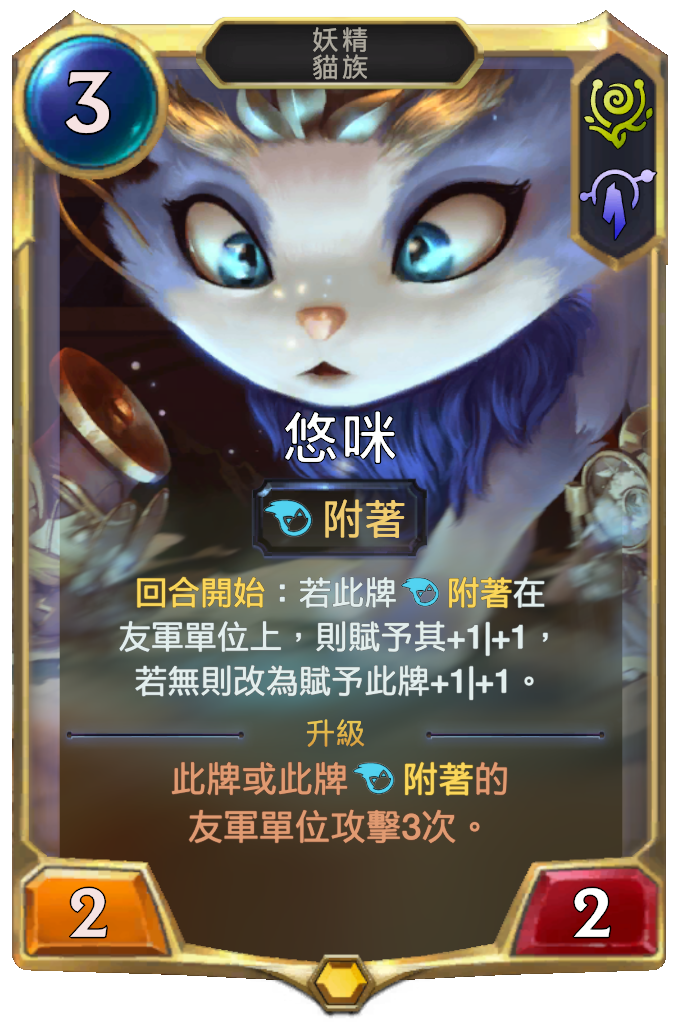 妖精
貓族
3
悠咪
附著
回合開始：若此牌附著在
友軍單位上，則賦予其+1|+1，
若無則改為賦予此牌+1|+1。
升級
此牌或此牌附著的
友軍單位攻擊3次。
2
2